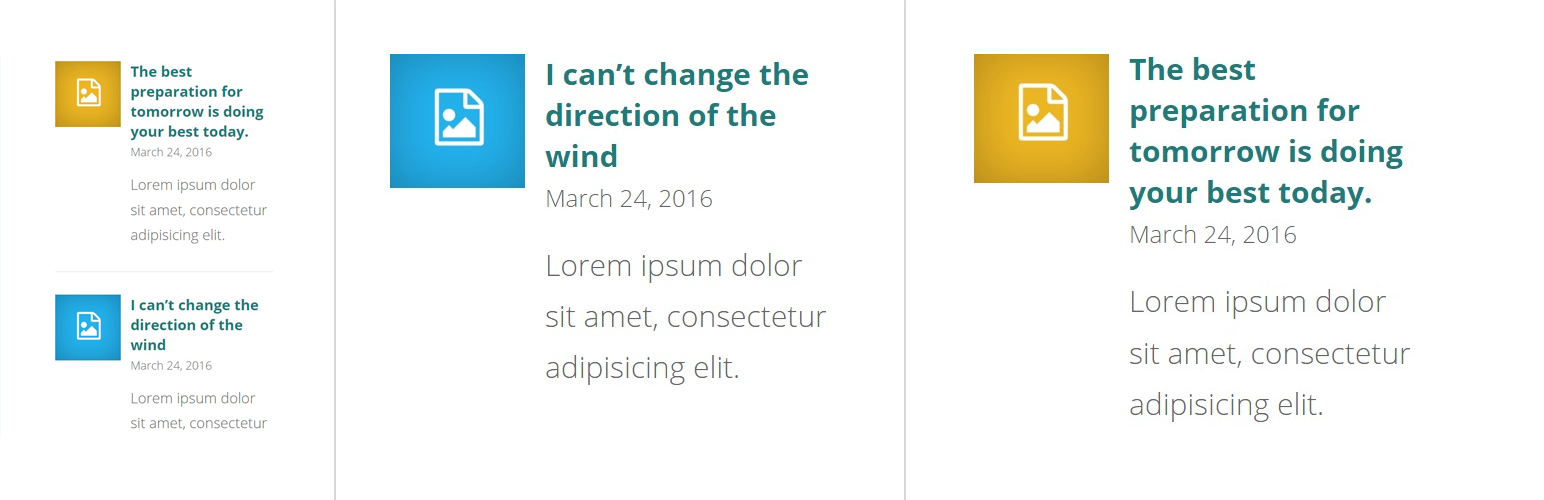 The best
preparation for
tomorrow is doing
your best today.
March 24, 2016
Lorem ipsum dolor
sit amet, consectetur
adipisicing elit.
I can’t change the
direction of the
wind
March 24, 2016
Lorem ipsum dolor
sit amet, consectetur
I can’t change the
direction of the
wind
March 24, 2016
Lorem ipsum dolor
sit amet, consectetur
adipisicing elit.
The best
preparation for
tomorrow is doing
your best today.
March 24, 2016
Lorem ipsum dolor
sit amet, consectetur
adipisicing elit.